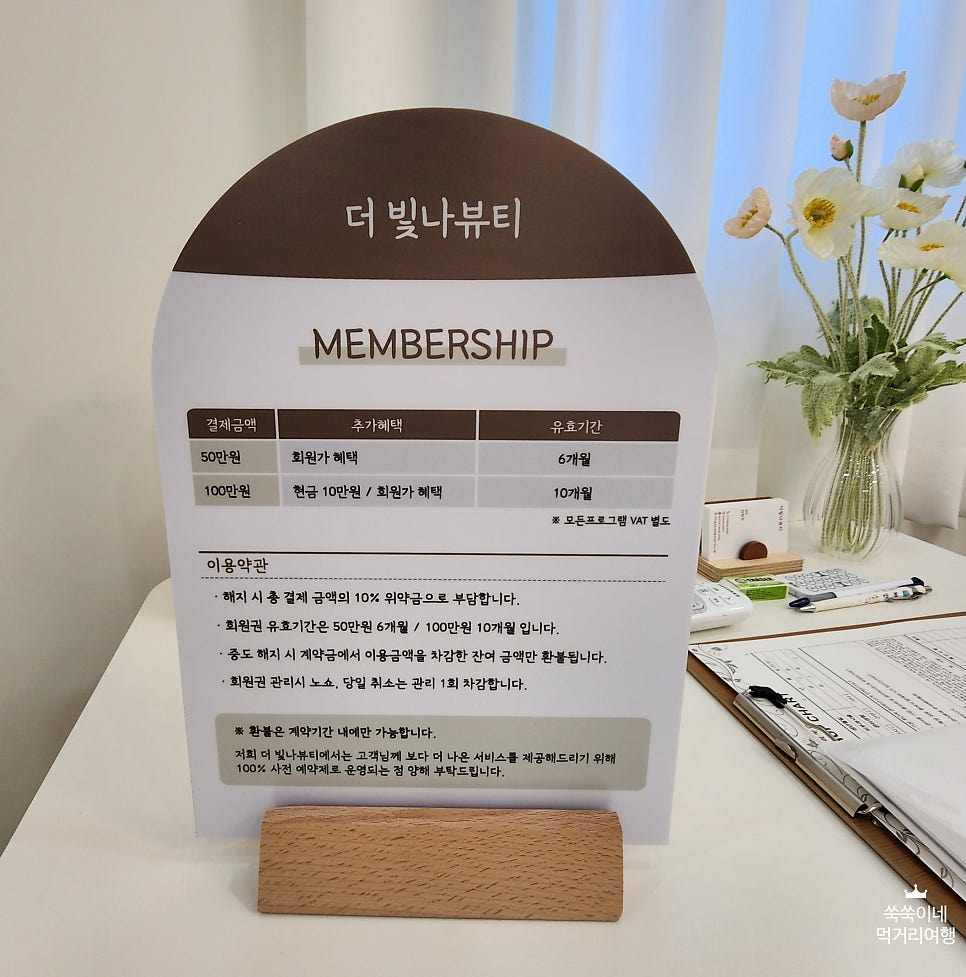 더 빛나뷰티
MEMBERSHIP
결제금액 추가혜택 유효기간
50만원 회원가 혜택 6개월
100만원 현금 10만원 / 회원가 혜택 10개월
※ 모든프로그램 VAT 별도
이용약관
· 해지 시 총 결제 금액의 10% 위약금으로 부담합니다.
· 회원권 유효기간은 50만원 6개월 / 100만원 10개월 입니다.
· 중도 해지 시 계약금에서 이용금액을 차감한 잔여 금액만 환불됩니다.
· 회원권 관리시 노쇼, 당일 취소는 관리 1회 차감합니다.
※ 환불은 계약기간 내에만 가능합니다.
저희 더 빛나뷰티에서는 고객님께 보다 더 나은 서비스를 제공해드리기 위해
100% 사전 예약제로 운영되는 점 양해 부탁드립니다.
더빛나뷰티
CHART
쑥쑥이네
먹거리여행